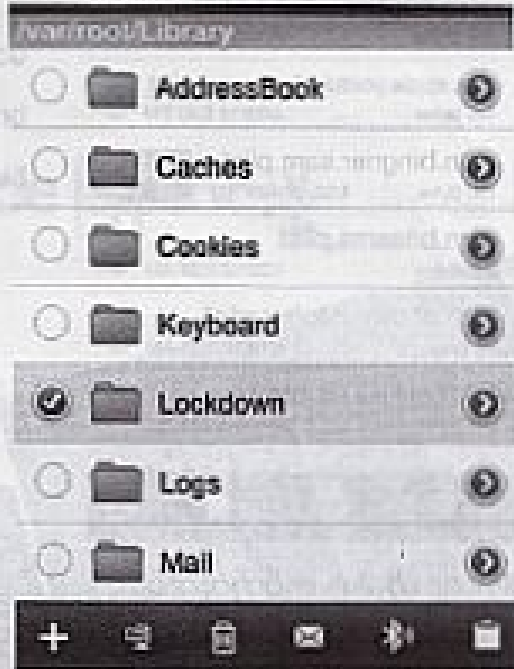 /var/root/Library
AddressBook
Caches
Cookies
Keyboard
Lockdown
Logs
Mail